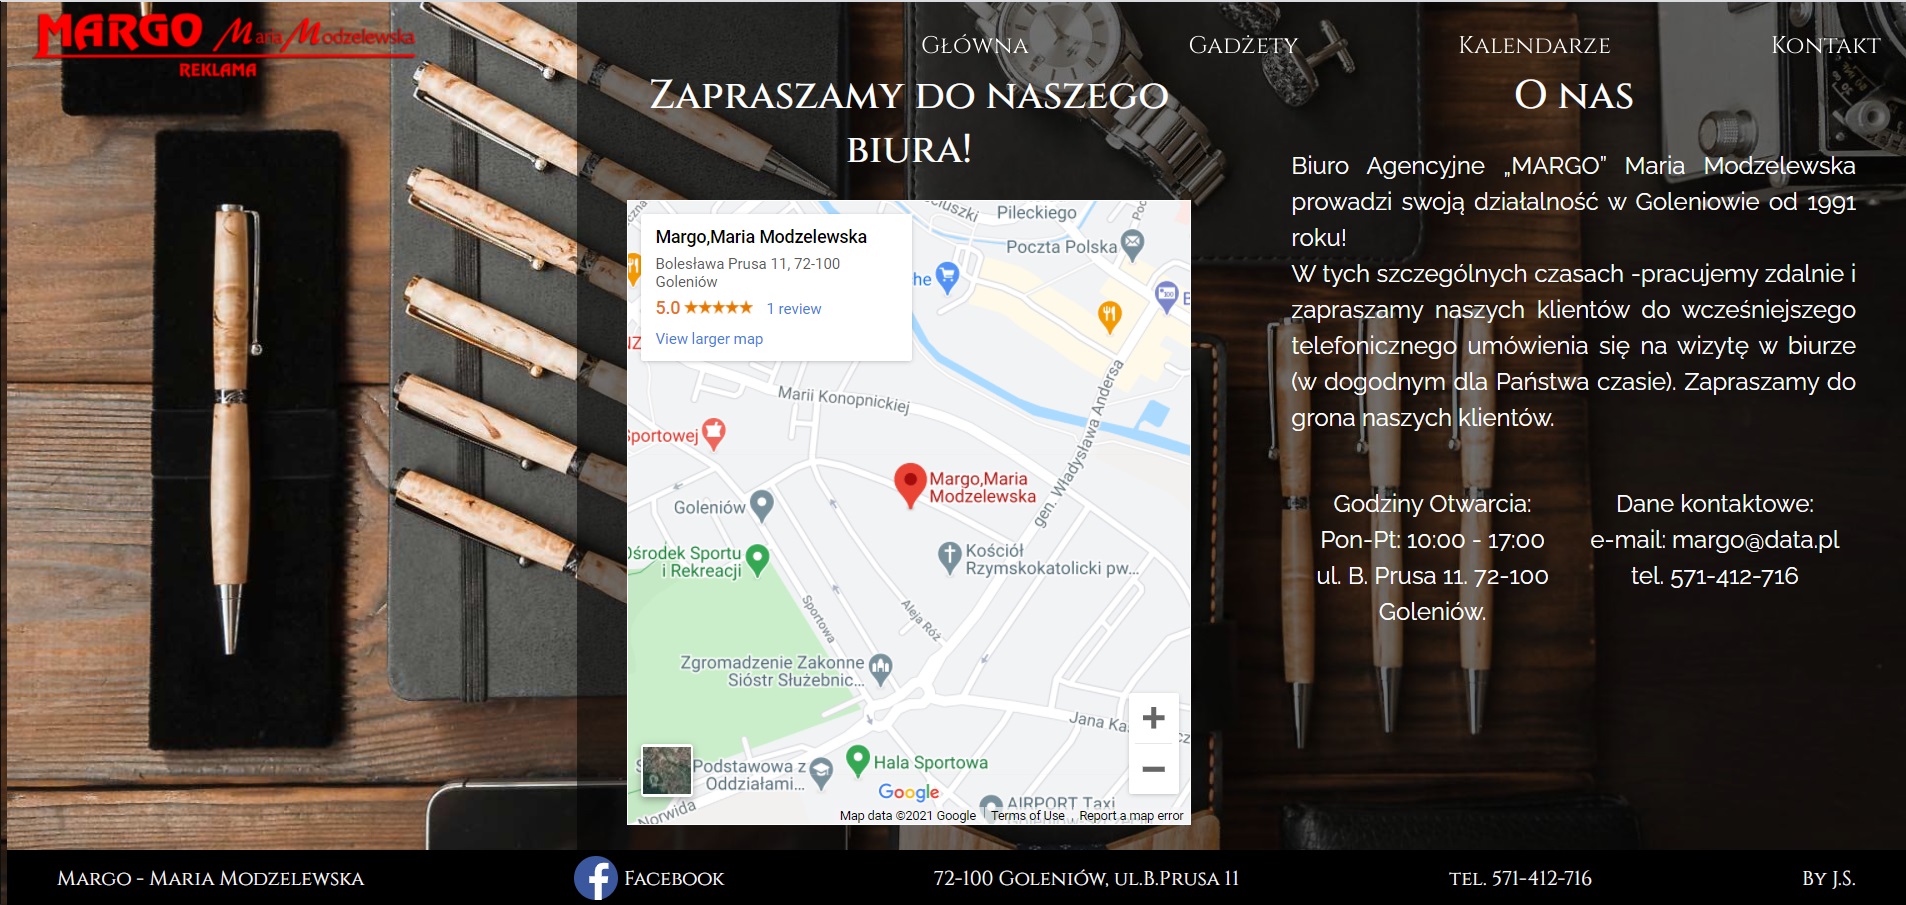 MARGO Maria Modzelewska
REKLAMA
Główna
Gadżety
Kalendarze
Kontakt
Zapraszamy do naszego
biura!
Margo,Maria Modzelewska
Bolesława Prusa 11, 72-100
Goleniów
5.0 ★★★★★ 1 review
View larger map
Pileckiego
Poczta Polska
Marii Konopnickiej
Sportowej
gen. Władysława Andersa
Margo,Maria
Modzelewska
Goleniów
Ośrodek Sportu
i Rekreacji
Kościół
Rzymskokatolicki pw...
Sportowa
Aleja Róż
Zgromadzenie Zakonne
Sióstr Służebnic...
Jana Ka
Podstawowa z
Oddziałami...
Hala Sportowa
Norwida
AIRPORT Taxi
Google
Map data ©2021 Google
Terms of Use
Report a map error
O nas
Biuro Agencyjne „MARGO” Maria Modzelewska
prowadzi swoją działalność w Goleniowie od 1991
roku!
W tych szczególnych czasach -pracujemy zdalnie i
zapraszamy naszych klientów do wcześniejszego
telefonicznego umówienia się na wizytę w biurze
(w dogodnym dla Państwa czasie). Zapraszamy do
grona naszych klientów.
Godziny Otwarcia:
Pon-Pt: 10:00 - 17:00
ul. B. Prusa 11. 72-100
Goleniów.
Dane kontaktowe:
e-mail: margo@data.pl
tel. 571-412-716
Margo - Maria Modzelewska
Facebook
72-100 Goleniów, ul.B.Prusa 11
tel. 571-412-716
By J.S.